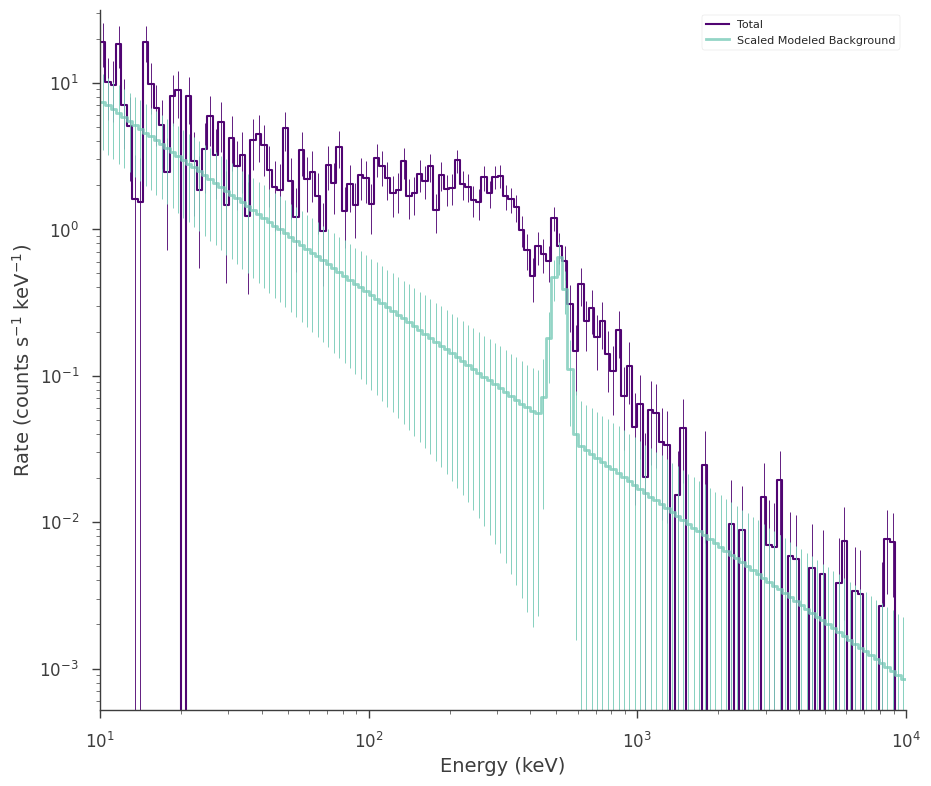 Total
Scaled Modeled Background
Rate (counts s⁻¹ keV⁻¹)
10¹
10⁰
10⁻¹
10⁻²
10⁻³
10¹ 10² 10³ 10⁴
Energy (keV)